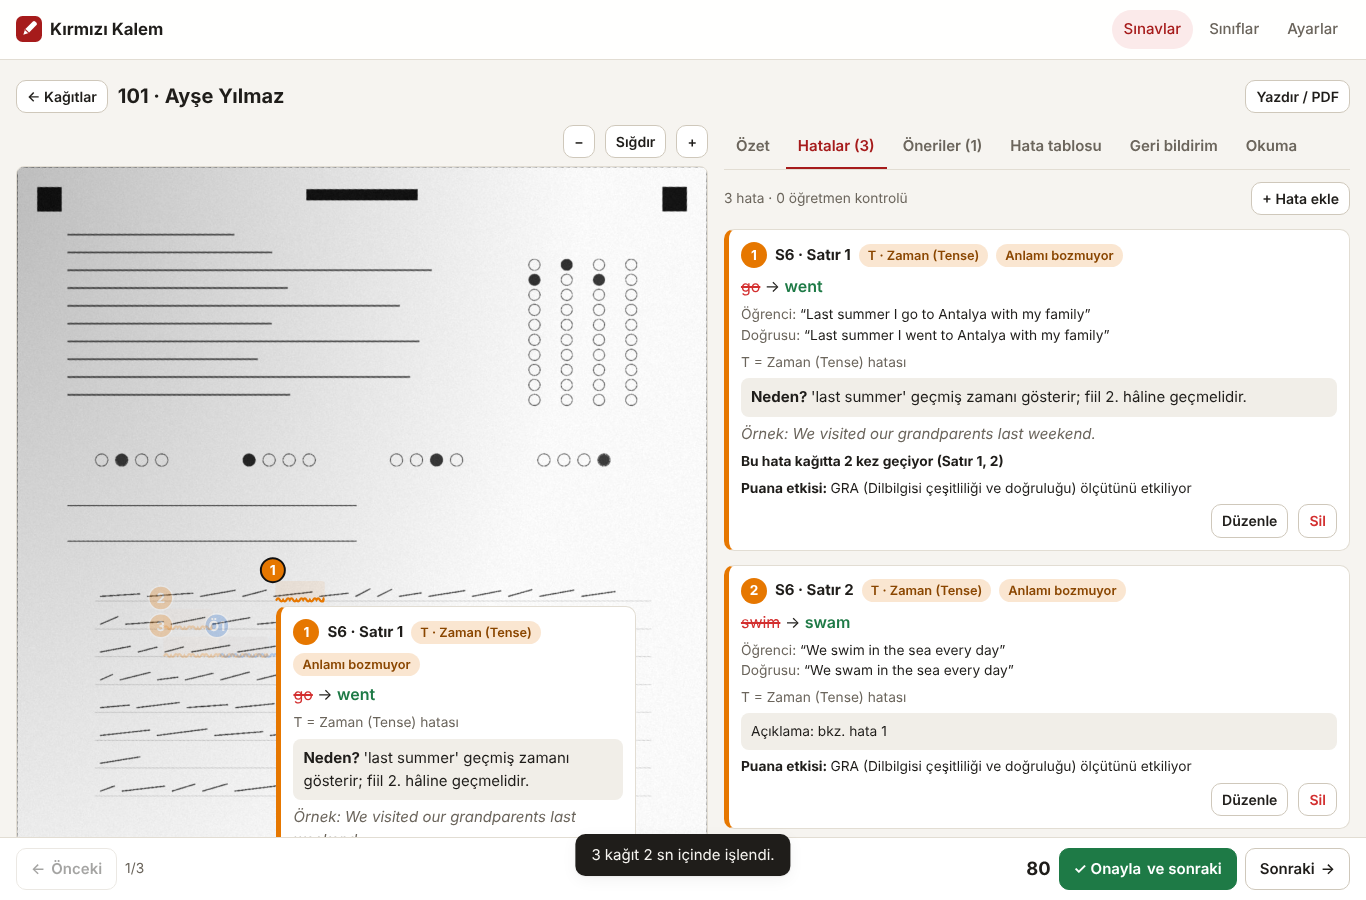 Kırmızı Kalem
Sınavlar
Sınıflar
Ayarlar
← Kağıtlar
101 · Ayşe Yılmaz
Yazdır / PDF
−
Sığdır
+
Özet
Hatalar (3)
Öneriler (1)
Hata tablosu
Geri bildirim
Okuma
3 hata · 0 öğretmen kontrolü
+ Hata ekle
1 S6 · Satır 1 T · Zaman (Tense) Anlamı bozmuyor
go → went
Öğrenci: “Last summer I go to Antalya with my family”
Doğrusu: “Last summer I went to Antalya with my family”
T = Zaman (Tense) hatası
Neden? 'last summer' geçmiş zamanı gösterir; fiil 2. hâline geçmelidir.
Örnek: We visited our grandparents last weekend.
Bu hata kağıtta 2 kez geçiyor (Satır 1, 2)
Puana etkisi: GRA (Dilbilgisi çeşitliliği ve doğruluğu) ölçütünü etkiliyor
Düzenle
Sil
2 S6 · Satır 2 T · Zaman (Tense) Anlamı bozmuyor
swim → swam
Öğrenci: “We swim in the sea every day”
Doğrusu: “We swam in the sea every day”
T = Zaman (Tense) hatası
Açıklama: bkz. hata 1
Puana etkisi: GRA (Dilbilgisi çeşitliliği ve doğruluğu) ölçütünü etkiliyor
Düzenle
Sil
1
2
3
Ö1
1 S6 · Satır 1 T · Zaman (Tense)
Anlamı bozmuyor
go → went
T = Zaman (Tense) hatası
Neden? 'last summer' geçmiş zamanı
gösterir; fiil 2. hâline geçmelidir.
Örnek: We visited our grandparents last
← Önceki
1/3
3 kağıt 2 sn içinde işlendi.
80
✓ Onayla ve sonraki
Sonraki →